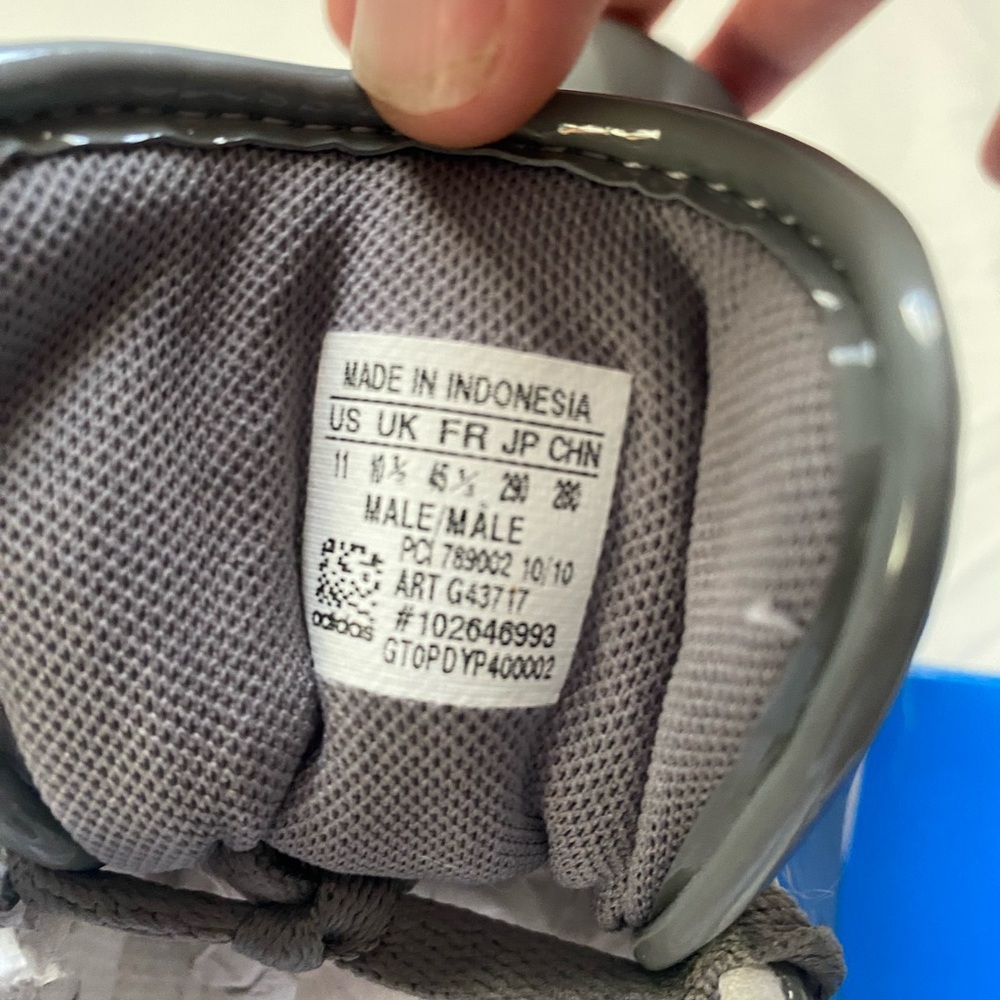 MADE IN INDONESIA
US UK FR JP CHN
11 10½ 45⅓ 290 280
MALE/MÂLE
PCI 789002 10/10
ART G43717
#102646993
adidas
GT0PDYP400002